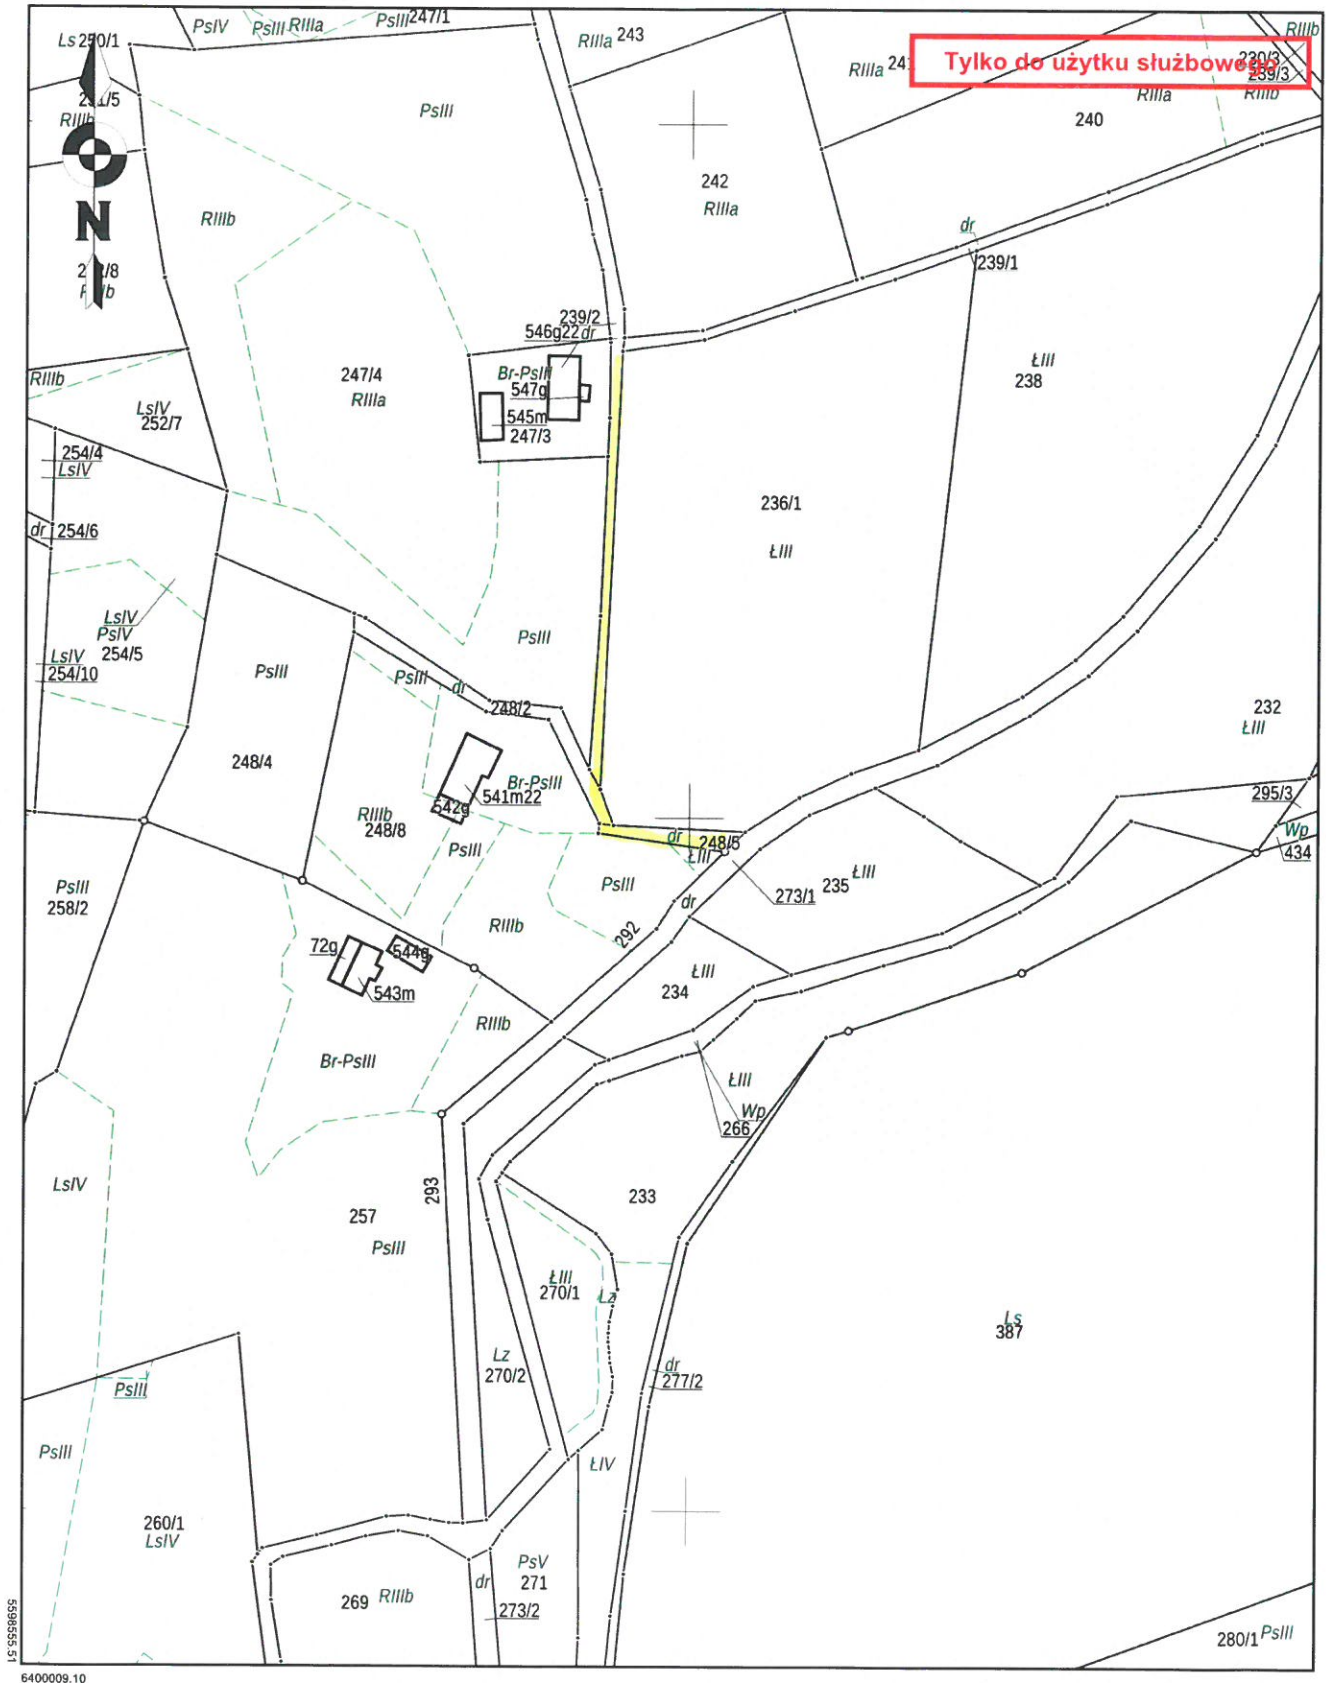 PsIV
PsIII
RIIIa
PsIII
247/1
RIIIa
243
RIIIb
Ls
250/1
RIIIa
Tylko do użytku służbowego
239/3
RIIIa
RIIIb
RIIIb
PsIII
240
242
RIIIa
RIIIb
N
dr
239/1
239/2
546g22
dr
ŁIII
238
RIIIb
247/4
RIIIa
Br-PsIII
547g
545m
247/3
LsIV
252/7
254/4
LsIV
236/1
ŁIII
dr
254/6
LsIV
PsIV
254/5
PsIII
LsIV
254/10
PsIII
PsIII
dr
248/2
232
ŁIII
248/4
Br-PsIII
541m22
542g
295/3
RIIIb
248/8
Wp
434
dr
248/5
ŁIII
PsIII
PsIII
258/2
PsIII
235
ŁIII
273/1
dr
RIIIb
292
72g
544g
543m
ŁIII
234
RIIIb
Br-PsIII
ŁIII
Wp
266
LsIV
293
233
257
PsIII
ŁIII
270/1
Lz
Ls
387
Lz
270/2
dr
277/2
PsIII
PsIII
ŁIV
260/1
LsIV
PsV
271
dr
269
RIIIb
273/2
280/1
PsIII
5598555.51
6400009.10